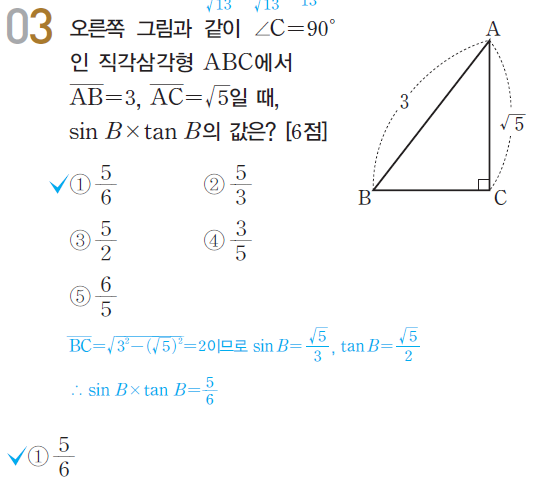 √13 √13 13
03 오른쪽 그림과 같이 ∠C=90°
인 직각삼각형 ABC에서
A̅B̅=3, A̅C̅=√5일 때,
sin B×tan B의 값은? [6점]
A
3
√5
B
C
① 5/6 ② 5/3
③ 5/2 ④ 3/5
⑤ 6/5
B̅C̅=√(3²−(√5)²)=2이므로 sin B=√5/3, tan B=√5/2
∴ sin B×tan B=5/6
① 5/6